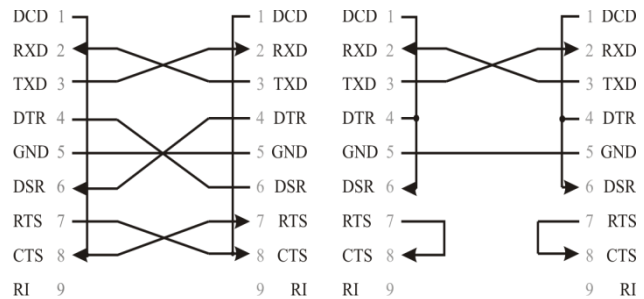 DCD 1 1 DCD DCD 1 1 DCD
RXD 2 2 RXD RXD 2 2 RXD
TXD 3 3 TXD TXD 3 3 TXD
DTR 4 4 DTR DTR 4 4 DTR
GND 5 5 GND GND 5 5 GND
DSR 6 6 DSR DSR 6 6 DSR
RTS 7 7 RTS RTS 7 7 RTS
CTS 8 8 CTS CTS 8 8 CTS
RI 9 9 RI RI 9 9 RI